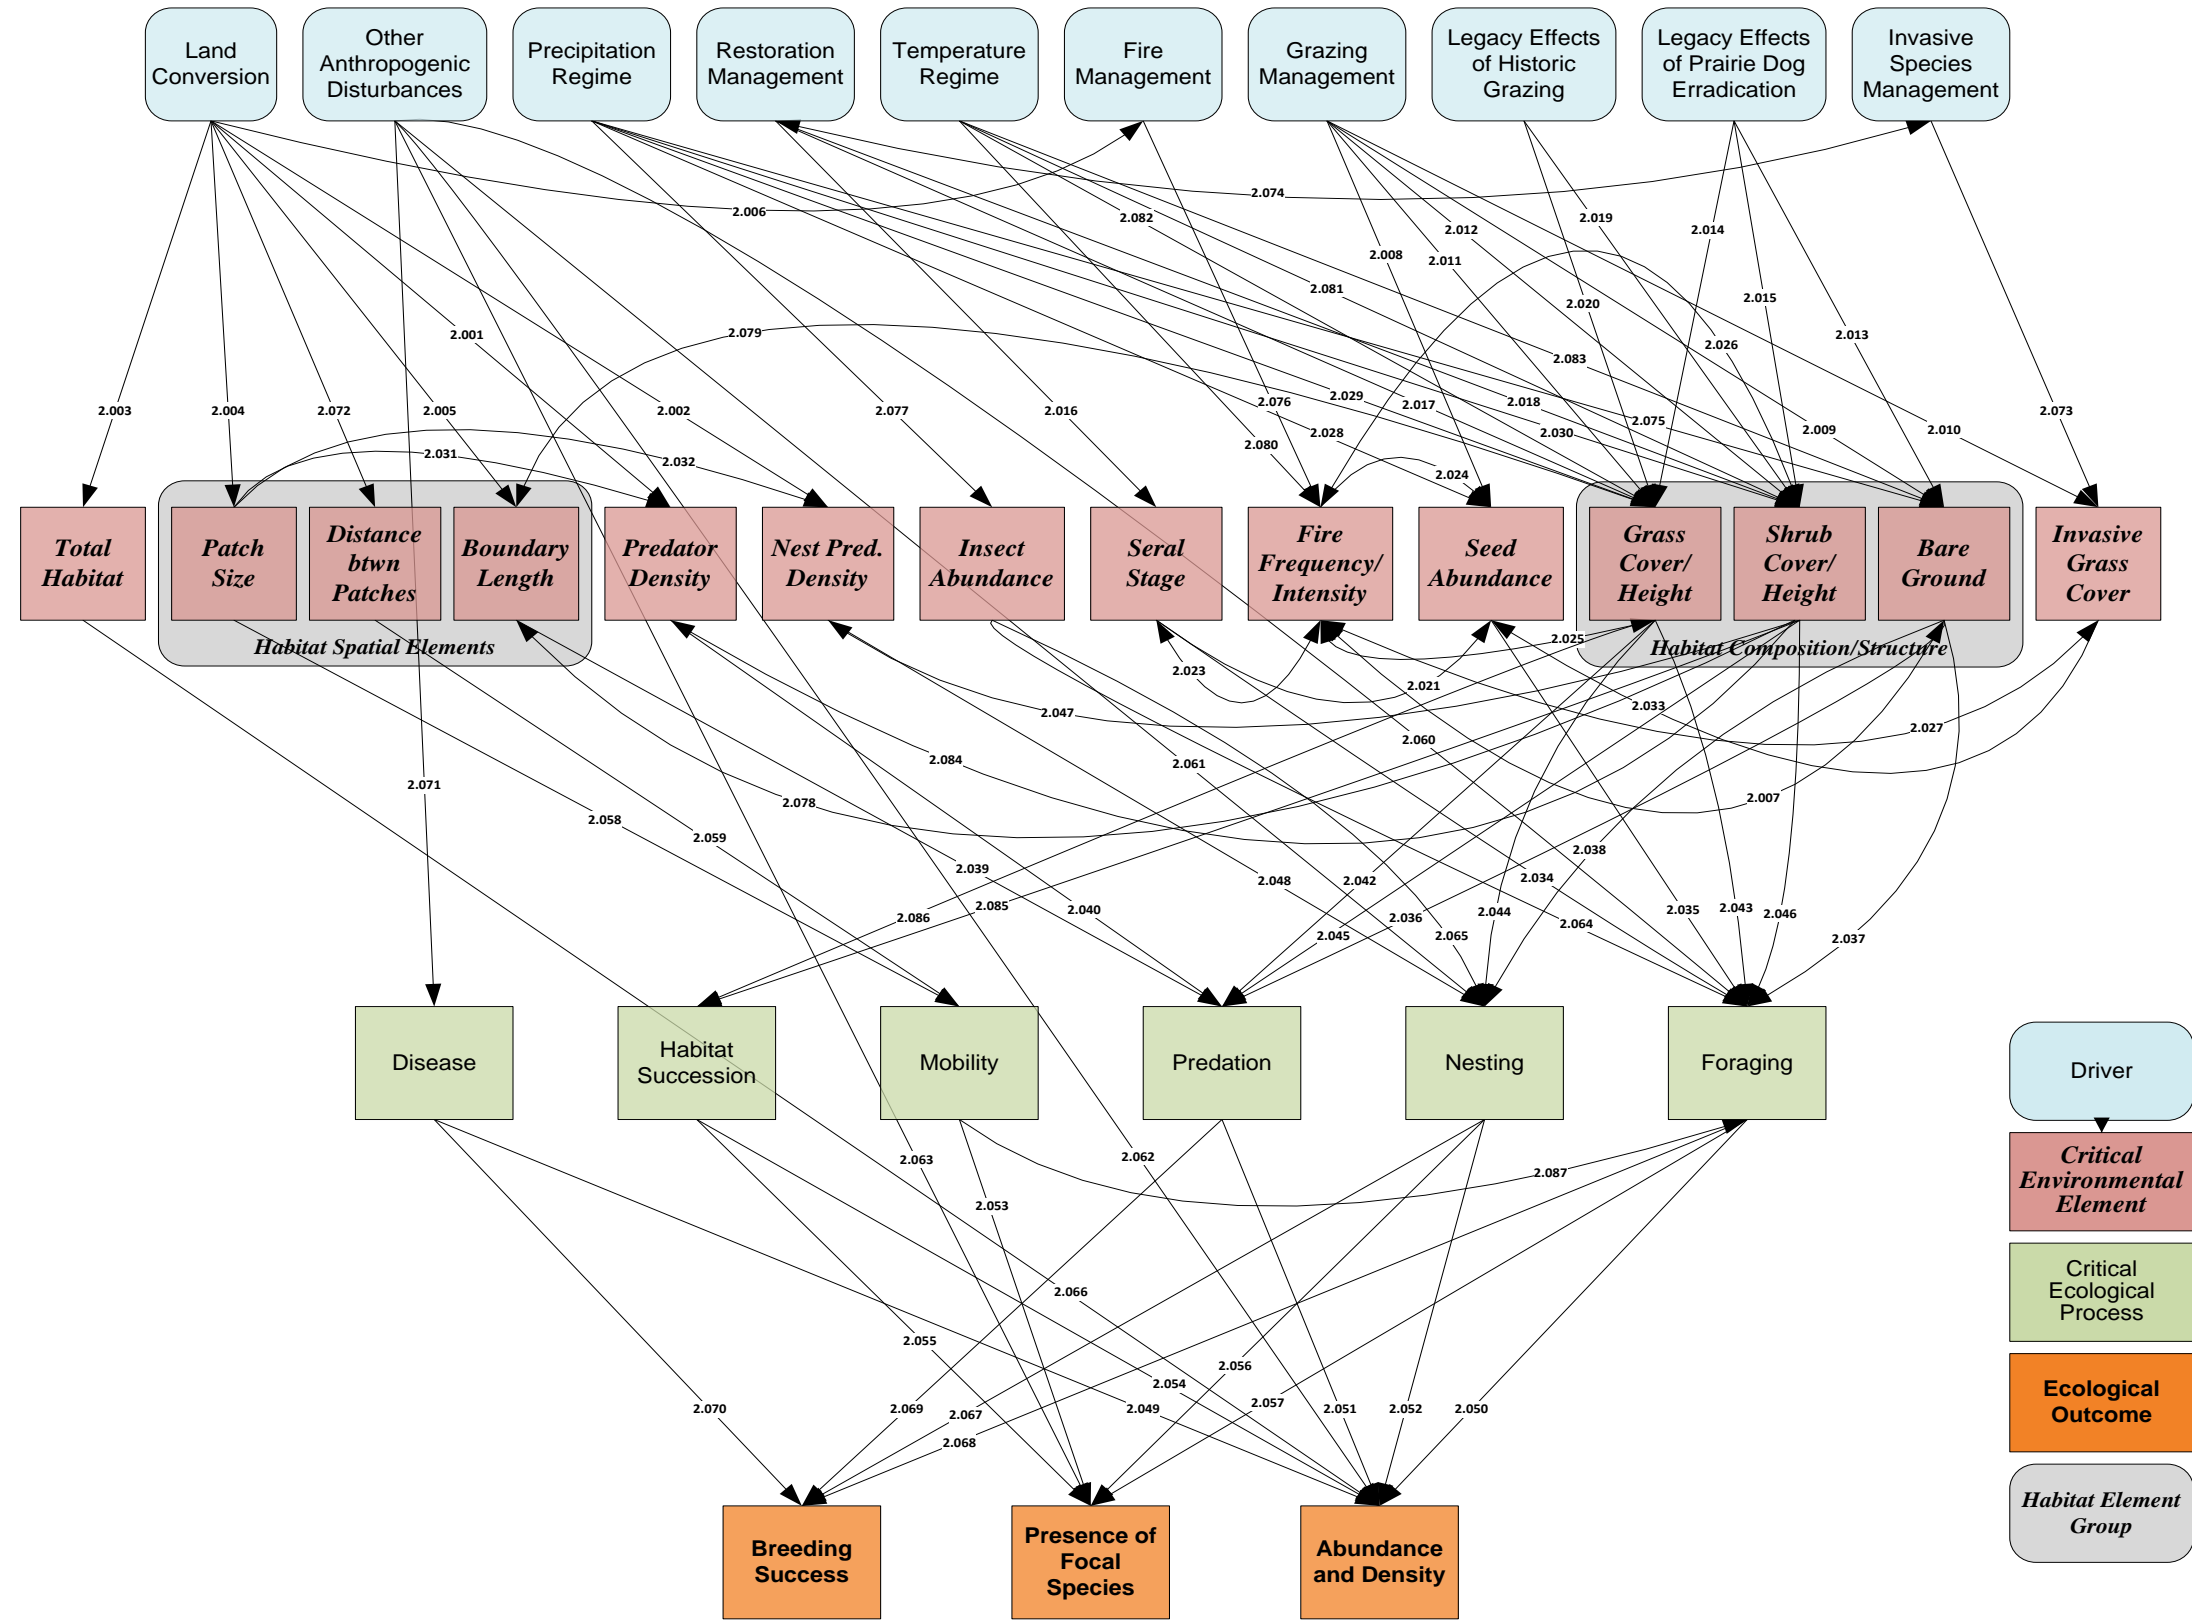 Land
Conversion
Other
Anthropogenic
Disturbances
Precipitation
Regime
Restoration
Management
Temperature
Regime
Fire
Management
Grazing
Management
Legacy Effects
of Historic
Grazing
Legacy Effects
of Prairie Dog
Erradication
Invasive
Species
Management
2.074
2.006
2.082
2.012
2.019
2.014
2.008
2.011
2.081
2.020
2.015
2.079
2.001
2.013
2.026
2.083
2.003
2.004
2.072
2.005
2.002
2.077
2.016
2.076
2.029
2.017
2.018
2.075
2.073
2.028
2.030
2.009
2.010
2.080
2.031
2.032
2.024
Total
Habitat
Patch
Size
Distance
btwn
Patches
Boundary
Length
Predator
Density
Nest Pred.
Density
Insect
Abundance
Seral
Stage
Fire
Frequency/
Intensity
Seed
Abundance
Grass
Cover/
Height
Shrub
Cover/
Height
Bare
Ground
Invasive
Grass
Cover
Habitat Spatial Elements
Habitat Composition/Structure
2.025
2.023
2.021
2.033
2.047
2.027
2.060
2.084
2.061
2.071
2.078
2.007
2.058
2.059
2.038
2.039
2.048
2.042
2.034
2.086
2.085
2.040
2.036
2.044
2.035
2.043
2.046
2.045
2.065
2.064
2.037
Disease
Habitat
Succession
Mobility
Predation
Nesting
Foraging
2.063
2.062
2.087
2.053
2.066
2.055
2.056
2.054
2.070
2.069
2.067
2.049
2.057
2.051
2.052
2.050
2.068
Breeding
Success
Presence of
Focal
Species
Abundance
and Density
Driver
Critical
Environmental
Element
Critical
Ecological
Process
Ecological
Outcome
Habitat Element
Group